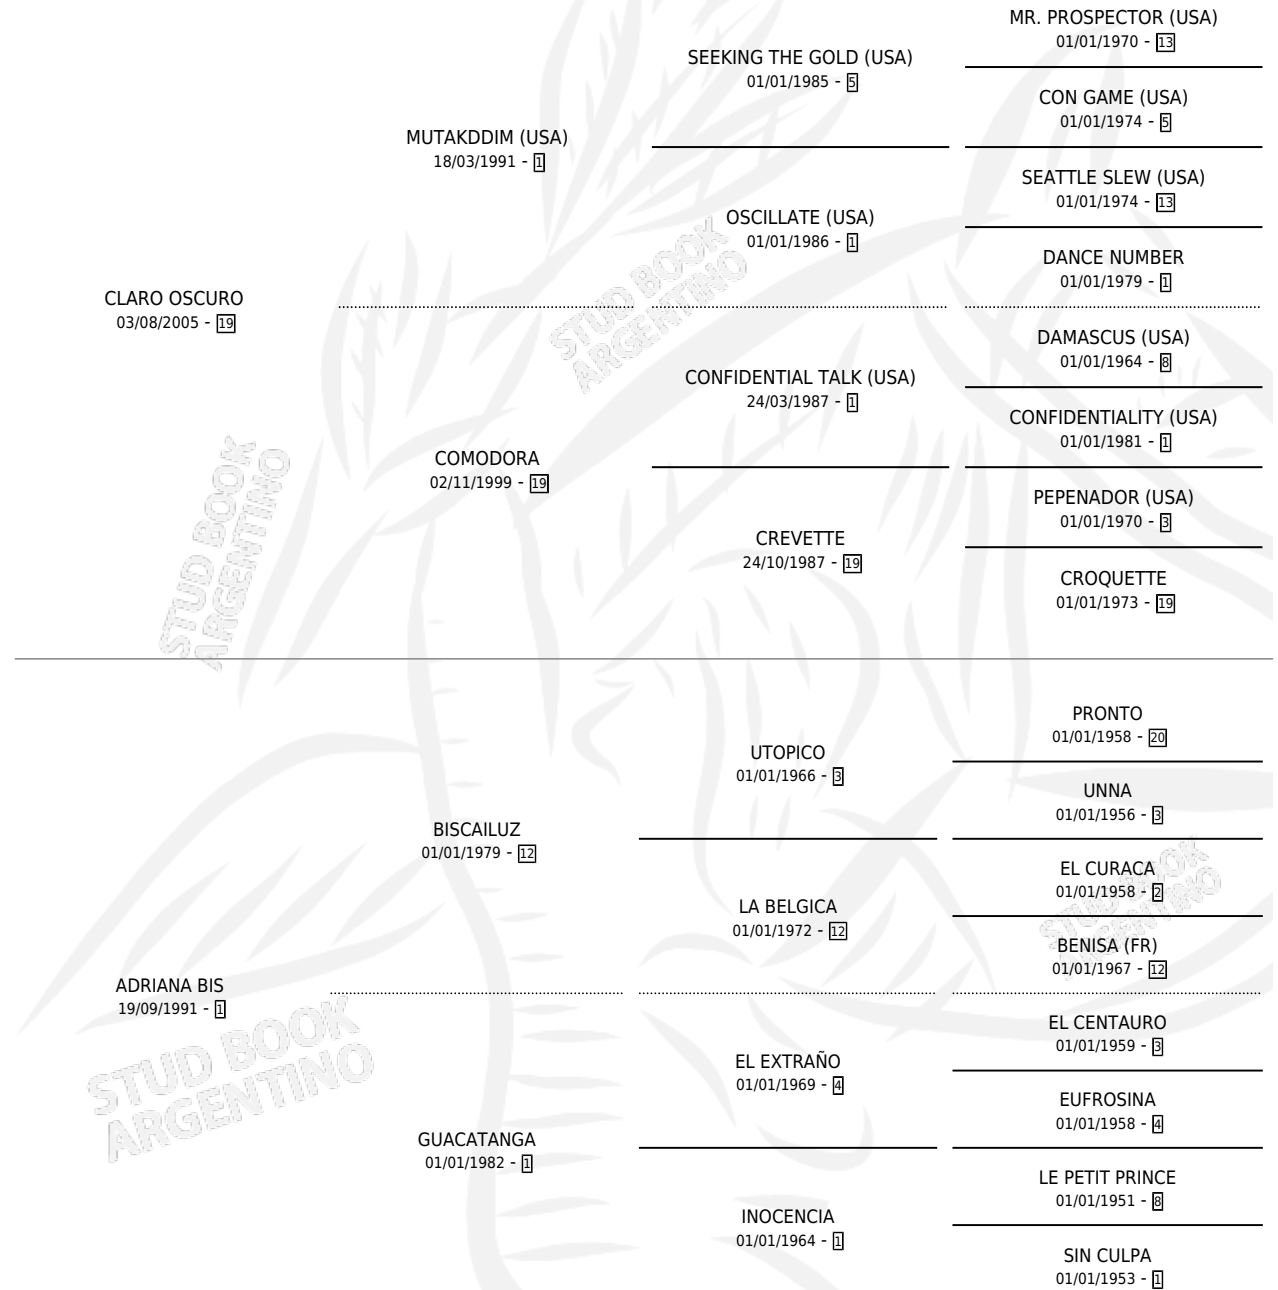 MR. PROSPECTOR (USA)
01/01/1970 - 13
SEEKING THE GOLD (USA)
01/01/1985 - 5
CON GAME (USA)
01/01/1974 - 5
MUTAKDDIM (USA)
18/03/1991 - 1
SEATTLE SLEW (USA)
01/01/1974 - 13
OSCILLATE (USA)
01/01/1986 - 1
DANCE NUMBER
01/01/1979 - 1
CLARO OSCURO
03/08/2005 - 19
STUD BOOK
ARGENTINO
DAMASCUS (USA)
01/01/1964 - 8
CONFIDENTIAL TALK (USA)
24/03/1987 - 1
CONFIDENTIALITY (USA)
01/01/1981 - 1
COMODORA
02/11/1999 - 19
PEPENADOR (USA)
01/01/1970 - 3
CREVETTE
24/10/1987 - 19
CROQUETTE
01/01/1973 - 19
STUD BOOK
ARGENTINO
PRONTO
01/01/1958 - 20
UTOPICO
01/01/1966 - 3
UNNA
01/01/1956 - 3
BISCAILUZ
01/01/1979 - 12
EL CURACA
01/01/1958 - 2
LA BELGICA
01/01/1972 - 12
BENISA (FR)
01/01/1967 - 12
STUD BOOK
ARGENTINO
ADRIANA BIS
19/09/1991 - 1
STUD BOOK
ARGENTINO
EL CENTAURO
01/01/1959 - 3
EL EXTRAÑO
01/01/1969 - 4
EUFROSINA
01/01/1958 - 4
GUACATANGA
01/01/1982 - 1
LE PETIT PRINCE
01/01/1951 - 8
INOCENCIA
01/01/1964 - 1
SIN CULPA
01/01/1953 - 1